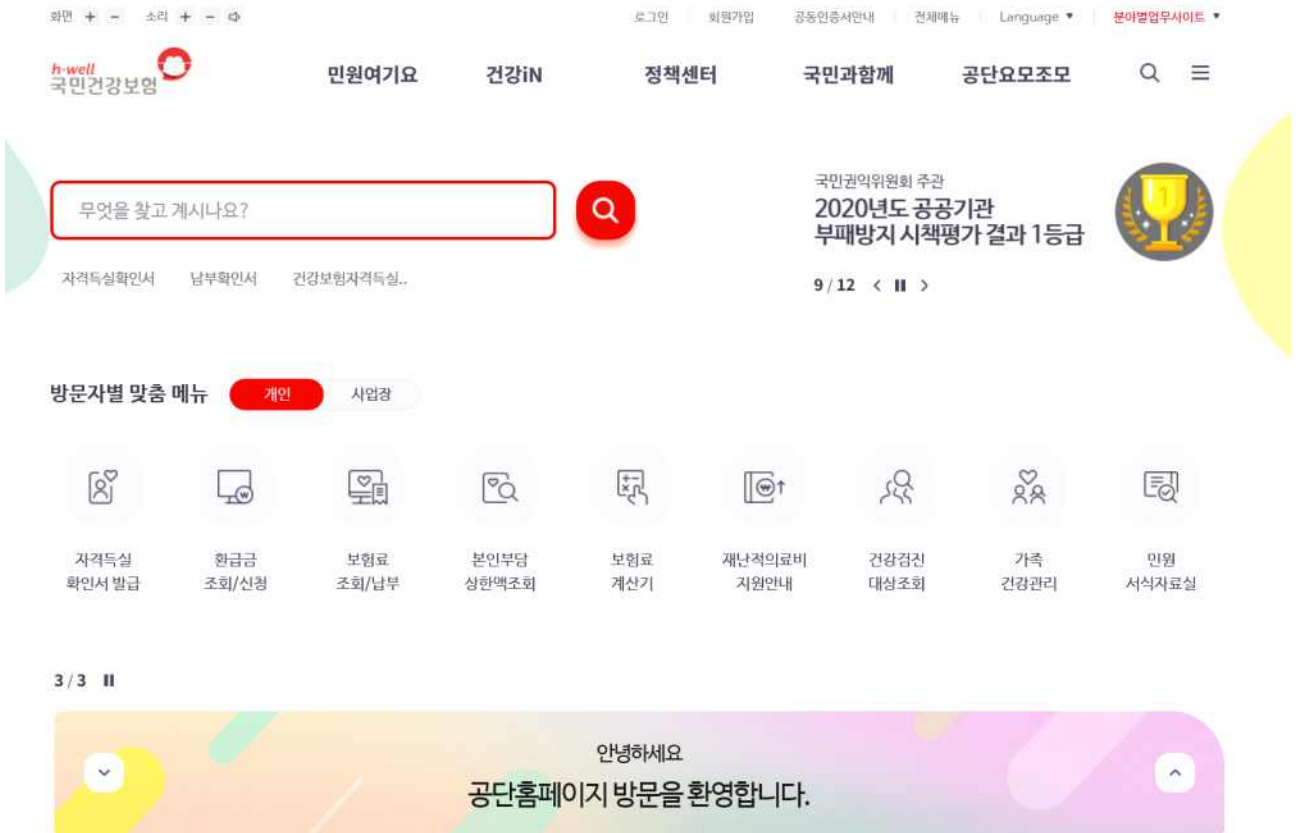 화면 + - 소리 + -
로그인 회원가입 공동인증서안내 전체메뉴 Language ▼ 분야별업무사이트 ▼
h·well
국민건강보험
민원여기요 건강iN 정책센터 국민과함께 공단요모조모
무엇을 찾고 계시나요?
자격득실확인서 납부확인서 건강보험자격득실..
국민권익위원회 주관
2020년도 공공기관
부패방지 시책평가 결과 1등급
1
9 / 12
방문자별 맞춤 메뉴 개인 사업장
자격득실
확인서 발급
환급금
조회/신청
보험료
조회/납부
본인부담
상한액조회
보험료
계산기
재난적의료비
지원안내
건강검진
대상조회
가족
건강관리
민원
서식자료실
3 / 3
안녕하세요
공단홈페이지 방문을 환영합니다.